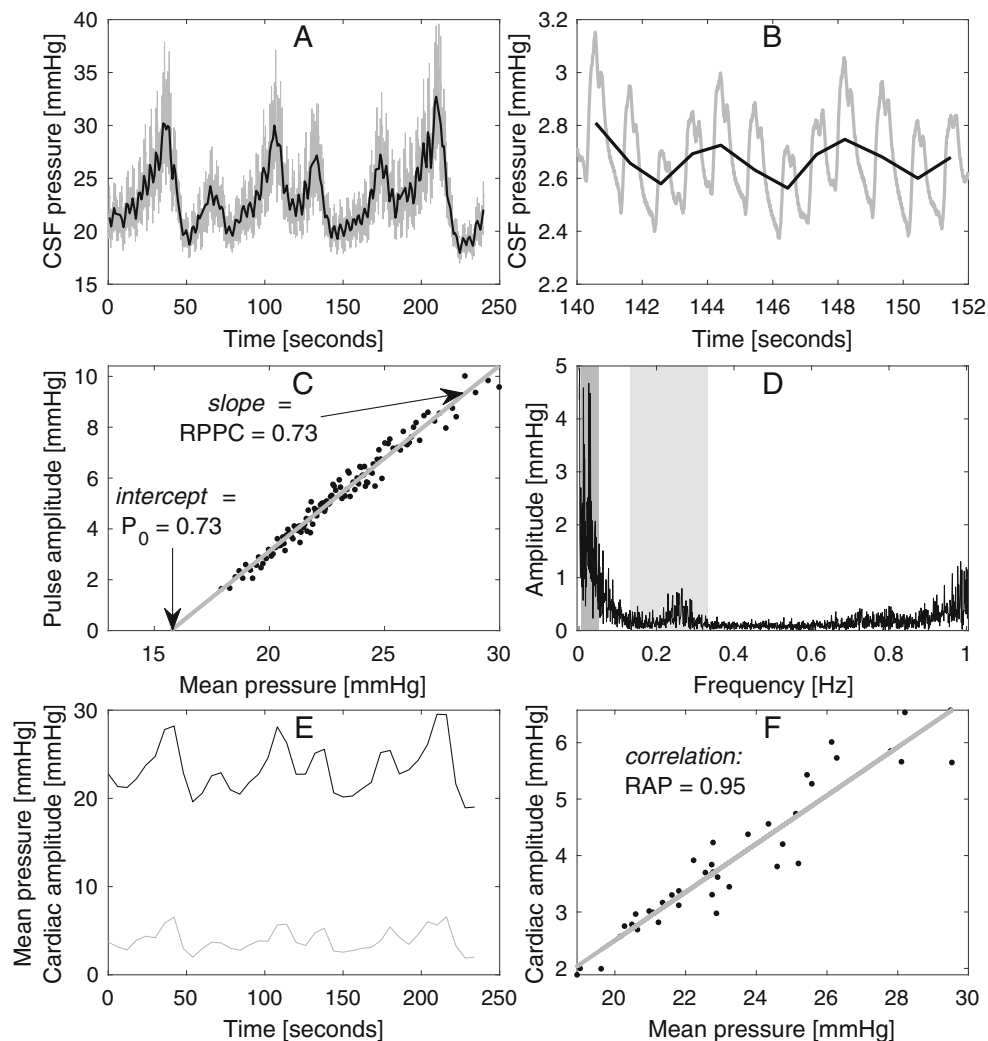 A
CSF pressure [mmHg]
40
35
30
25
20
15
0 50 100 150 200 250
Time [seconds]
B
CSF pressure [mmHg]
3.2
3
2.8
2.6
2.4
2.2
140 142 144 146 148 150 152
Time [seconds]
C
Pulse amplitude [mmHg]
10
8
6
4
2
0
slope =
RPPC = 0.73
intercept =
P0 = 0.73
15 20 25 30
Mean pressure [mmHg]
D
Amplitude [mmHg]
5
4
3
2
1
0
0 0.2 0.4 0.6 0.8 1
Frequency [Hz]
E
Mean pressure [mmHg]
Cardiac amplitude [mmHg]
30
20
10
0
0 50 100 150 200 250
Time [seconds]
F
Cardiac amplitude [mmHg]
6
5
4
3
2
correlation:
RAP = 0.95
20 22 24 26 28 30
Mean pressure [mmHg]